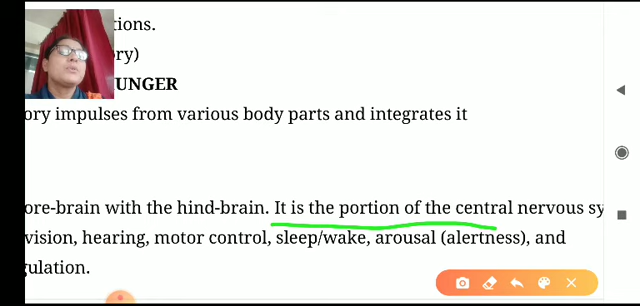 tions.
ry)
UNGER
ory impulses from various body parts and integrates it
ore-brain with the hind-brain. It is the portion of the central nervous sy
vision, hearing, motor control, sleep/wake, arousal (alertness), and
gulation.